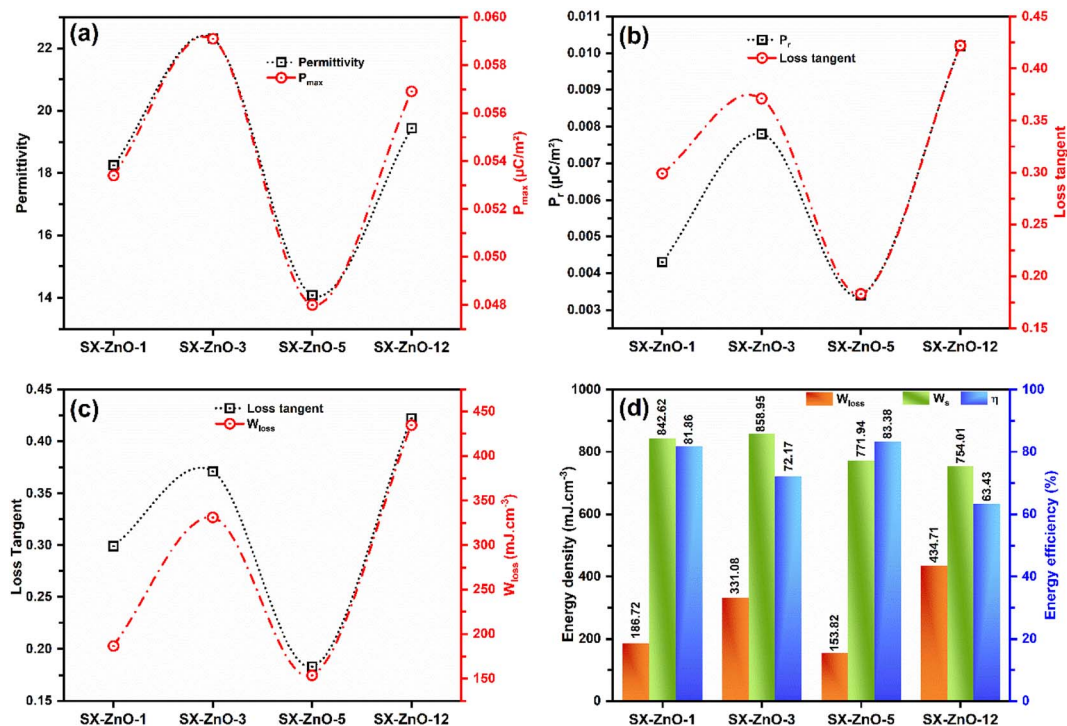 (a)
Permittivity
P_max
22
20
18
16
14
Permittivity
0.060
0.058
0.056
0.054
0.052
0.050
0.048
P_max (μC/m²)
SX-ZnO-1 SX-ZnO-3 SX-ZnO-5 SX-ZnO-12
(b)
P_r
Loss tangent
0.011
0.010
0.009
0.008
0.007
0.006
0.005
0.004
0.003
P_r (μC/m²)
0.45
0.40
0.35
0.30
0.25
0.20
0.15
Loss tangent
SX-ZnO-1 SX-ZnO-3 SX-ZnO-5 SX-ZnO-12
(c)
Loss tangent
W_loss
0.45
0.40
0.35
0.30
0.25
0.20
0.15
Loss Tangent
450
400
350
300
250
200
150
W_loss (mJ.cm⁻³)
SX-ZnO-1 SX-ZnO-3 SX-ZnO-5 SX-ZnO-12
(d)
W_loss W_s η
1000
800
600
400
200
0
Energy density (mJ.cm⁻³)
186.72 842.62 81.86
331.08 858.95 72.17
153.82 771.94 83.38
434.71 754.01 63.43
100
80
60
40
20
0
Energy efficiency (%)
SX-ZnO-1 SX-ZnO-3 SX-ZnO-5 SX-ZnO-12